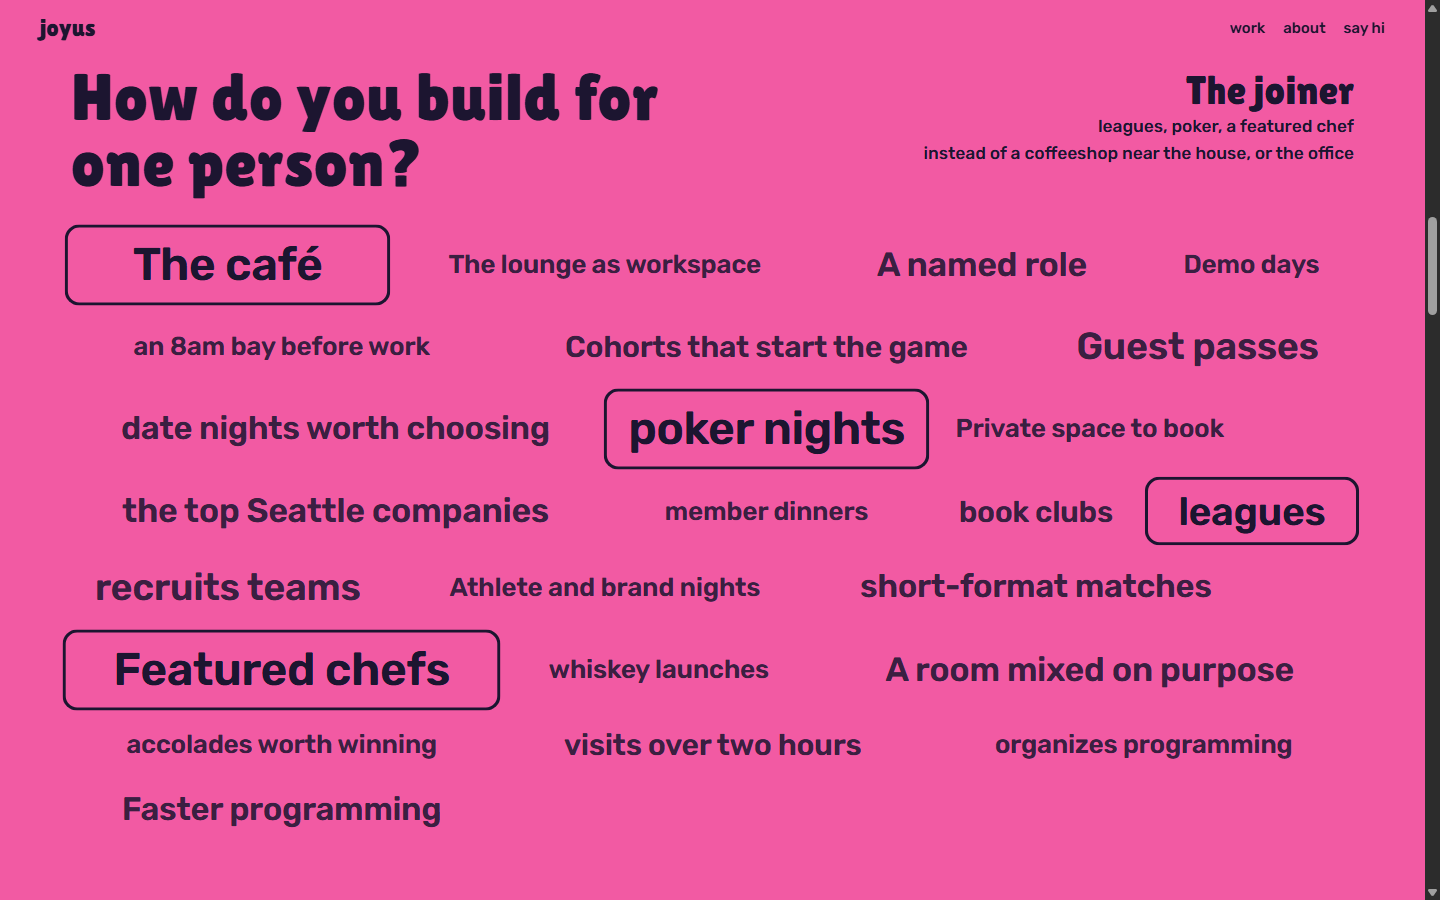 joyus
work about say hi
How do you build for
one person?
The joiner
leagues, poker, a featured chef
instead of a coffeeshop near the house, or the office
The café
The lounge as workspace
A named role
Demo days
an 8am bay before work
Cohorts that start the game
Guest passes
date nights worth choosing
poker nights
Private space to book
the top Seattle companies
member dinners
book clubs
leagues
recruits teams
Athlete and brand nights
short-format matches
Featured chefs
whiskey launches
A room mixed on purpose
accolades worth winning
visits over two hours
organizes programming
Faster programming